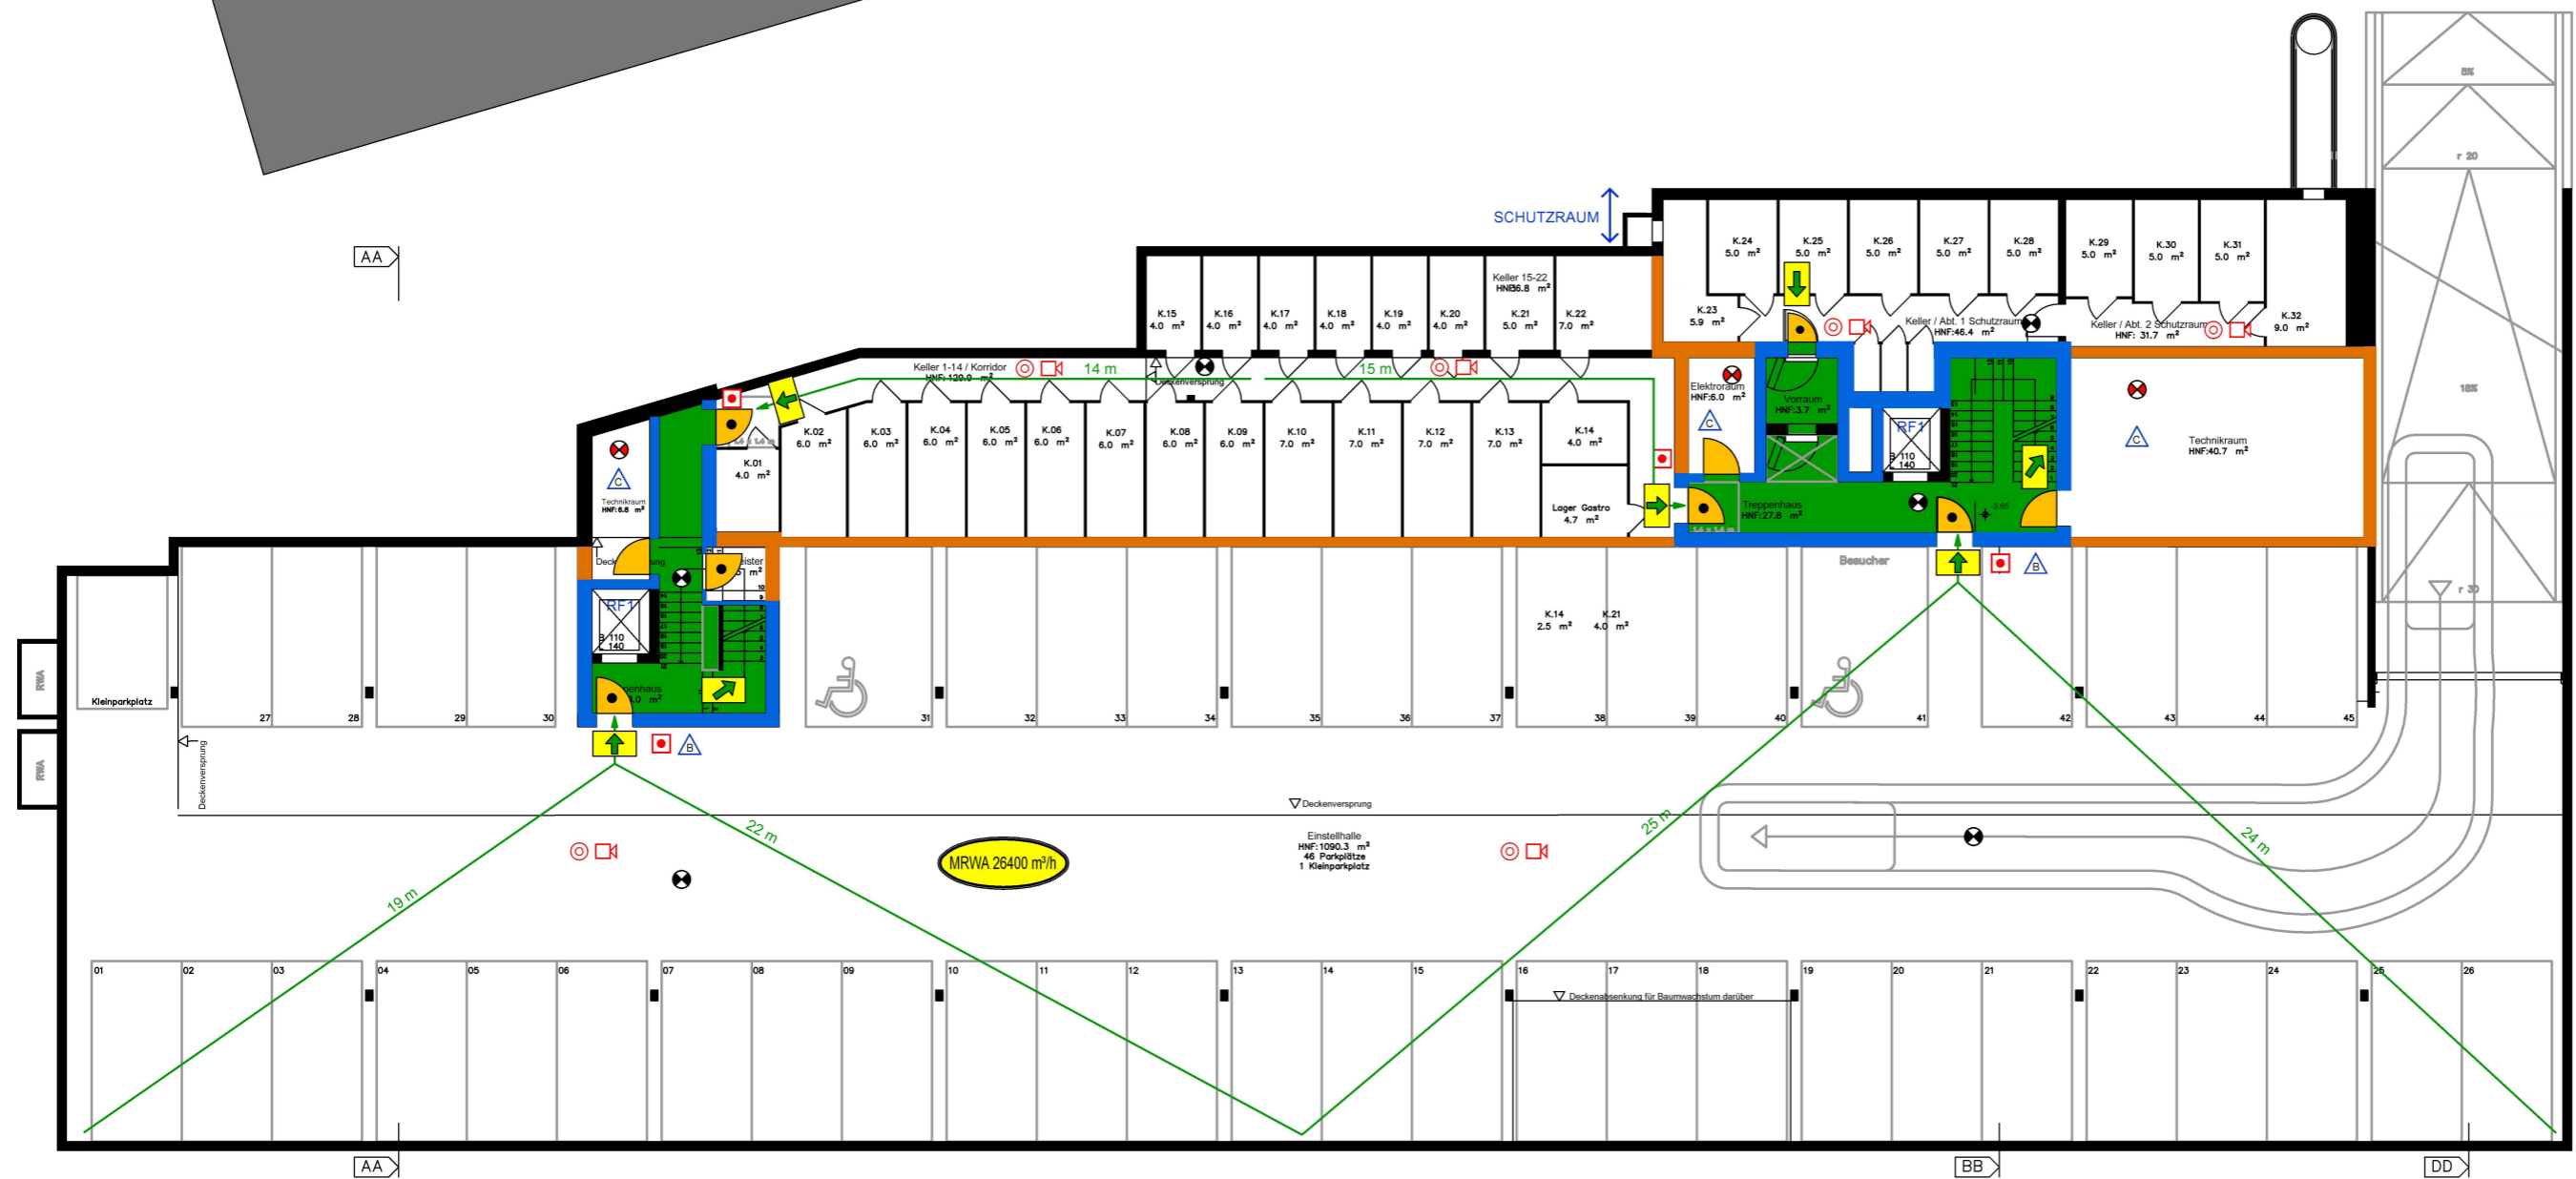 8%
r 20
18%
r 30
SCHUTZRAUM
AA
K.24
5.0 m²
K.25
5.0 m²
K.26
5.0 m²
K.27
5.0 m²
K.28
5.0 m²
K.29
5.0 m²
K.30
5.0 m²
K.31
5.0 m²
K.32
9.0 m²
K.23
5.9 m²
Keller / Abt. 1 Schutzraum
HNF:46.4 m²
Keller / Abt. 2 Schutzraum
HNF: 31.7 m²
Keller 15-22
K.15
4.0 m²
K.16
4.0 m²
K.17
4.0 m²
K.18
4.0 m²
K.19
4.0 m²
K.20
4.0 m²
K.21
5.0 m²
K.22
7.0 m²
Keller 1-14 / Korridor
HNF:129.9 m²
14 m
15 m
Deckenversprung
Elektroraum
HNF:6.0 m²
C
Vorraum
HNF:3.7 m²
RF1
110
140
C
Technikraum
HNF:40.7 m²
K.01
4.0 m²
K.02
6.0 m²
K.03
6.0 m²
K.04
6.0 m²
K.05
6.0 m²
K.06
6.0 m²
K.07
6.0 m²
K.08
6.0 m²
K.09
6.0 m²
K.10
7.0 m²
K.11
7.0 m²
K.12
7.0 m²
K.13
7.0 m²
K.14
4.0 m²
Lager Gastro
4.7 m²
Treppenhaus
HNF:27.8 m²
-3.65
C
Technikraum
HNF:6.8 m²
RF1
110
140
B
B
Besucher
K.14
2.5 m²
K.21
4.0 m²
RWA
RWA
Kleinparkplatz
27
28
29
30
31
32
33
34
35
36
37
38
39
40
41
42
43
44
45
Deckenversprung
Deckenversprung
19 m
22 m
25 m
24 m
MRWA 26400 m³/h
Einstellhalle
HNF:1090.3 m²
46 Parkplätze
1 Kleinparkplatz
01
02
03
04
05
06
07
08
09
10
11
12
13
14
15
16
17
18
19
20
21
22
23
24
25
26
Deckenabsenkung für Baumwachstum darüber
AA
BB
DD